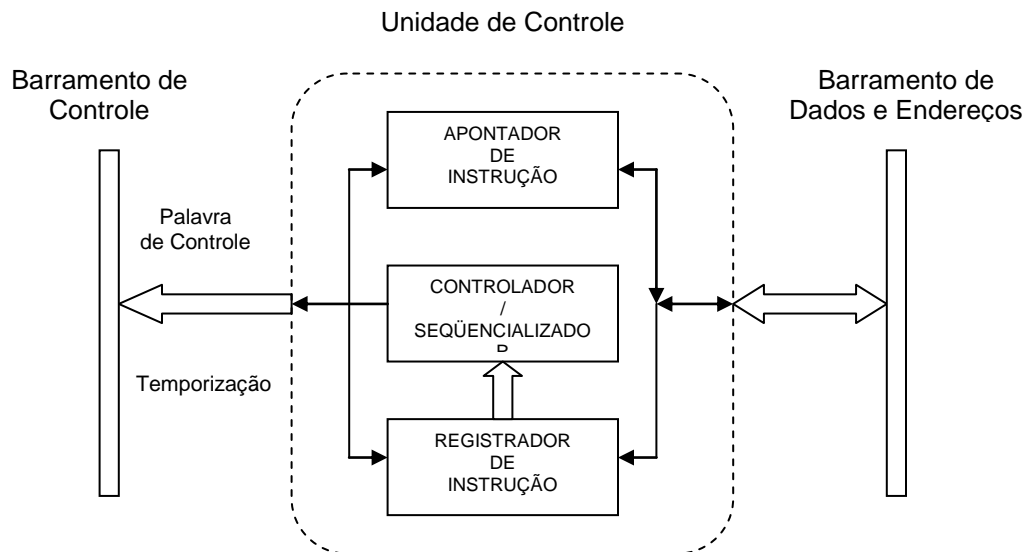 Unidade de Controle
Barramento de
Controle
Barramento de
Dados e Endereços
APONTADOR
DE
INSTRUÇÃO
Palavra
de Controle
CONTROLADOR
/
SEQÜENCIALIZADO
R
Temporização
REGISTRADOR
DE
INSTRUÇÃO